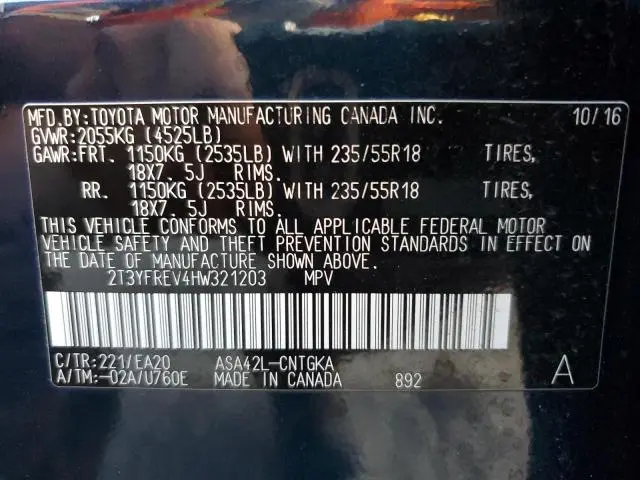 MFD.BY:TOYOTA MOTOR MANUFACTURING CANADA INC. 10/16
GVWR:2055KG (4525LB)
GAWR:FRT. 1150KG (2535LB) WITH 235/55R18 TIRES,
18X7.5J RIMS.
RR. 1150KG (2535LB) WITH 235/55R18 TIRES,
18X7.5J RIMS.
THIS VEHICLE CONFORMS TO ALL APPLICABLE FEDERAL MOTOR
VEHICLE SAFETY AND THEFT PREVENTION STANDARDS IN EFFECT ON
THE DATE OF MANUFACTURE SHOWN ABOVE.
2T3YFREV4HW321203 MPV
C/TR:221/EA20 ASA42L-CNTGKA
A/TM:-02A/U760E MADE IN CANADA 892 A